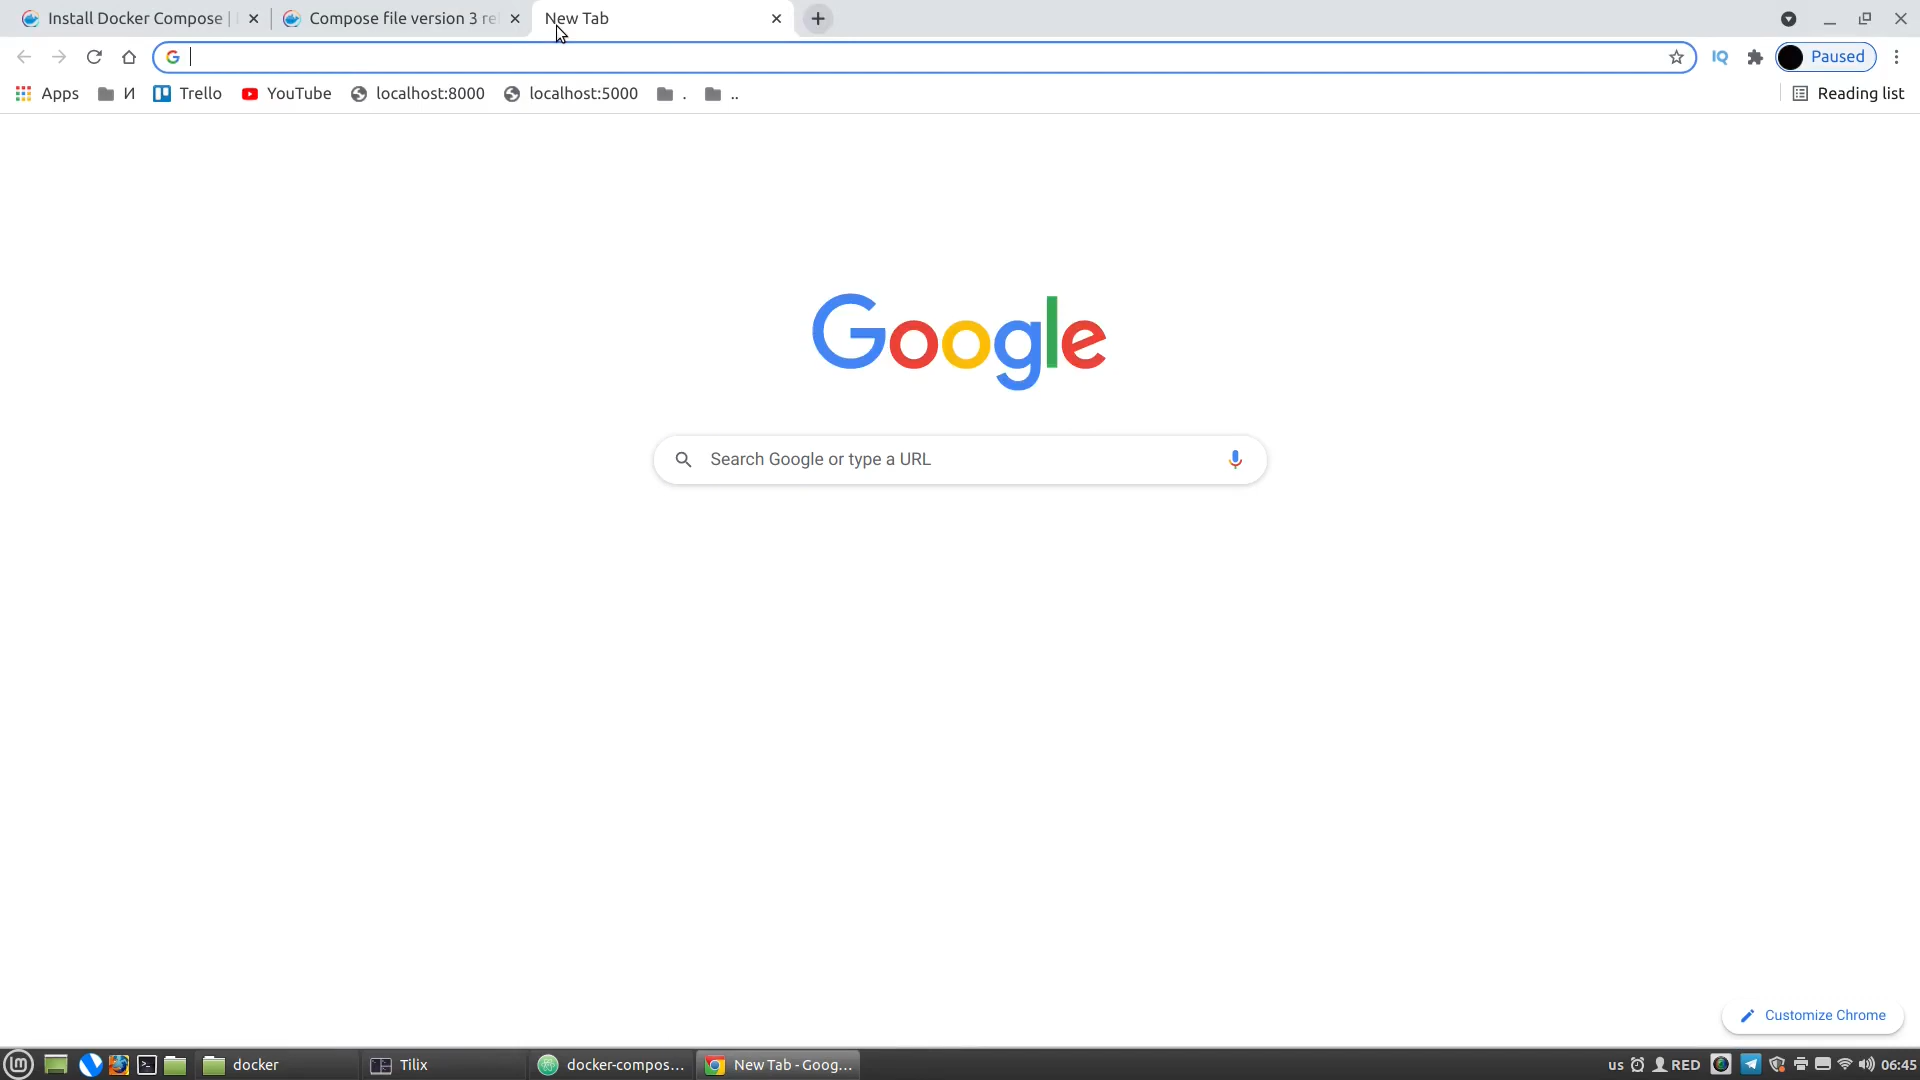 Install Docker Compose |
Compose file version 3 re
New Tab
Paused
Apps
И
Trello
YouTube
localhost:8000
localhost:5000
.
..
Reading list
Google
Search Google or type a URL
Customize Chrome
docker
Tilix
docker-compos...
New Tab - Goog...
us
RED
06:45